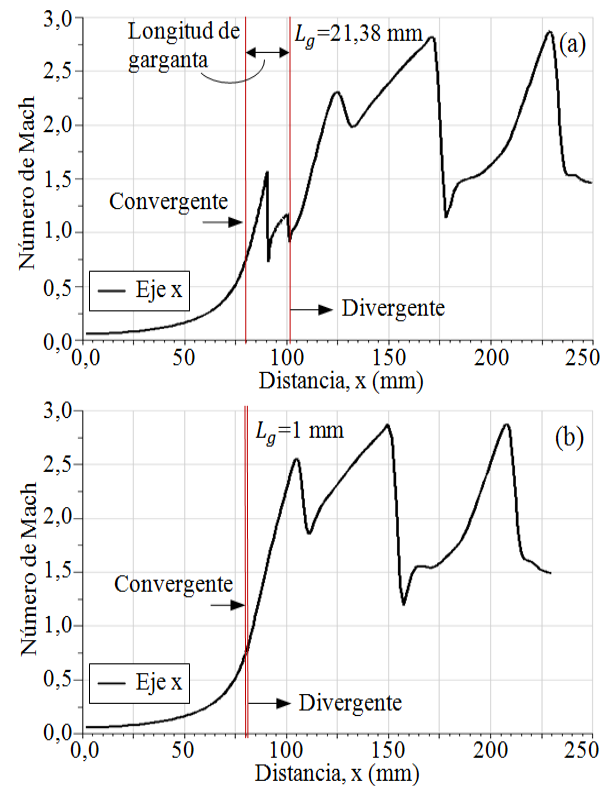 3,0
2,5
2,0
1,5
1,0
0,5
0,0
Número de Mach
Longitud de
garganta
Lg=21,38 mm
(a)
Convergente
Eje x
Divergente
0,0 50 100 150 200 250
Distancia, x (mm)
3,0
2,5
2,0
1,5
1,0
0,5
0,0
Número de Mach
Lg=1 mm
(b)
Convergente
Eje x
Divergente
0,0 50 100 150 200 250
Distancia, x (mm)